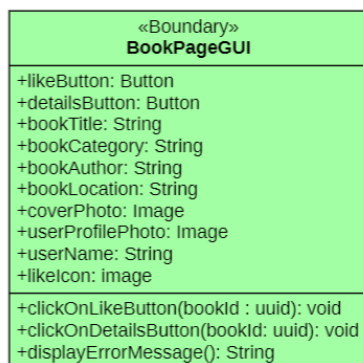 «Boundary»
BookPageGUI
+likeButton: Button
+detailsButton: Button
+bookTitle: String
+bookCategory: String
+bookAuthor: String
+bookLocation: String
+coverPhoto: Image
+userProfilePhoto: Image
+userName: String
+likeIcon: image
+clickOnLikeButton(bookId : uuid): void
+clickOnDetailsButton(bookId: uuid): void
+displayErrorMessage(): String